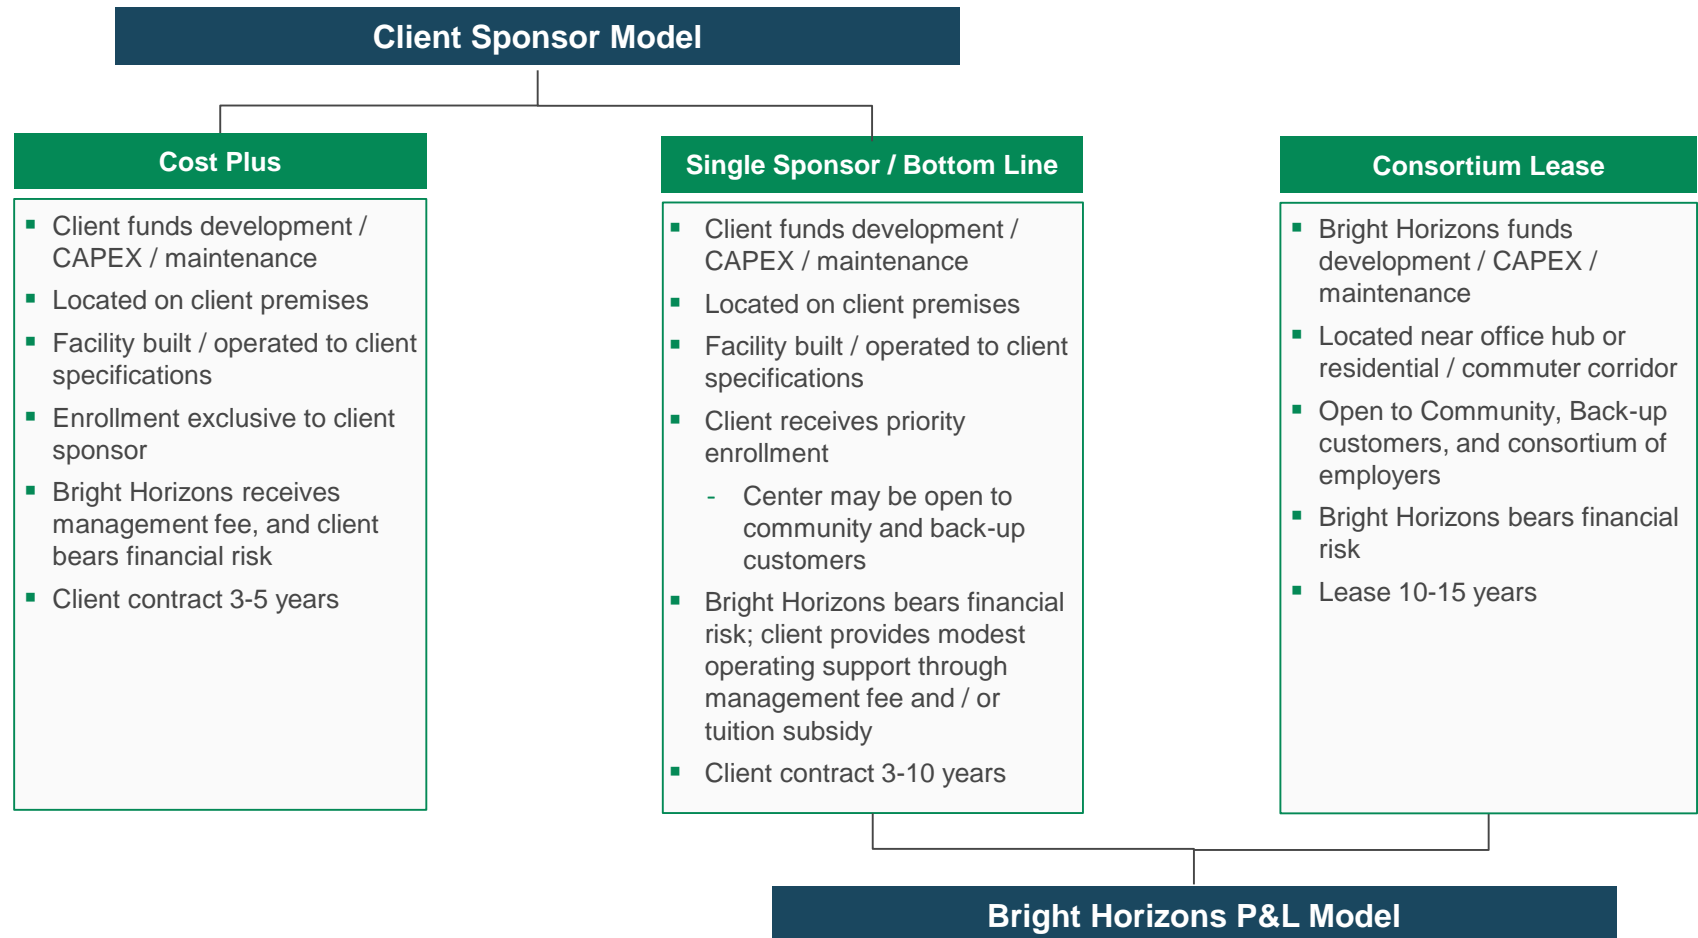 Client Sponsor Model
Cost Plus
▪ Client funds development /
CAPEX / maintenance
▪ Located on client premises
▪ Facility built / operated to client
specifications
▪ Enrollment exclusive to client
sponsor
▪ Bright Horizons receives
management fee, and client
bears financial risk
▪ Client contract 3-5 years
Single Sponsor / Bottom Line
▪ Client funds development /
CAPEX / maintenance
▪ Located on client premises
▪ Facility built / operated to client
specifications
▪ Client receives priority
enrollment
- Center may be open to
community and back-up
customers
▪ Bright Horizons bears financial
risk; client provides modest
operating support through
management fee and / or
tuition subsidy
▪ Client contract 3-10 years
Consortium Lease
▪ Bright Horizons funds
development / CAPEX /
maintenance
▪ Located near office hub or
residential / commuter corridor
▪ Open to Community, Back-up
customers, and consortium of
employers
▪ Bright Horizons bears financial
risk
▪ Lease 10-15 years
Bright Horizons P&L Model